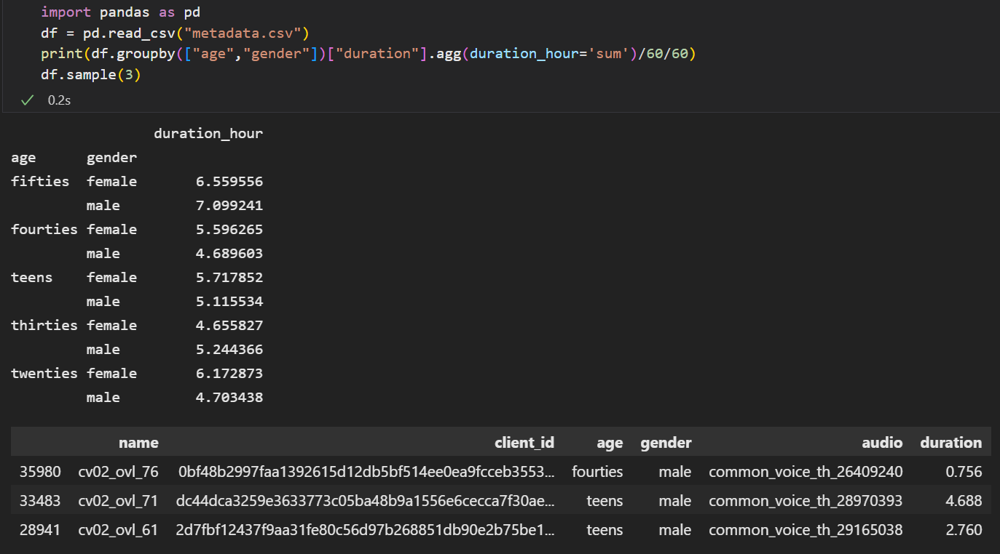 import pandas as pd
df = pd.read_csv("metadata.csv")
print(df.groupby(["age","gender"])["duration"].agg(duration_hour='sum')/60/60)
df.sample(3)
0.2s
duration_hour
age gender
fifties female 6.559556
male 7.099241
fourties female 5.596265
male 4.689603
teens female 5.717852
male 5.115534
thirties female 4.655827
male 5.244366
twenties female 6.172873
male 4.703438
name client_id age gender audio duration
35980 cv02_ovl_76 0bf48b2997faa1392615d12db5bf514ee0ea9fcceb3553... fourties male common_voice_th_26409240 0.756
33483 cv02_ovl_71 dc44dca3259e3633773c05ba48b9a1556e6cecca7f30ae... teens male common_voice_th_28970393 4.688
28941 cv02_ovl_61 2d7fbf12437f9aa31fe80c56d97b268851db90e2b75be1... teens male common_voice_th_29165038 2.760